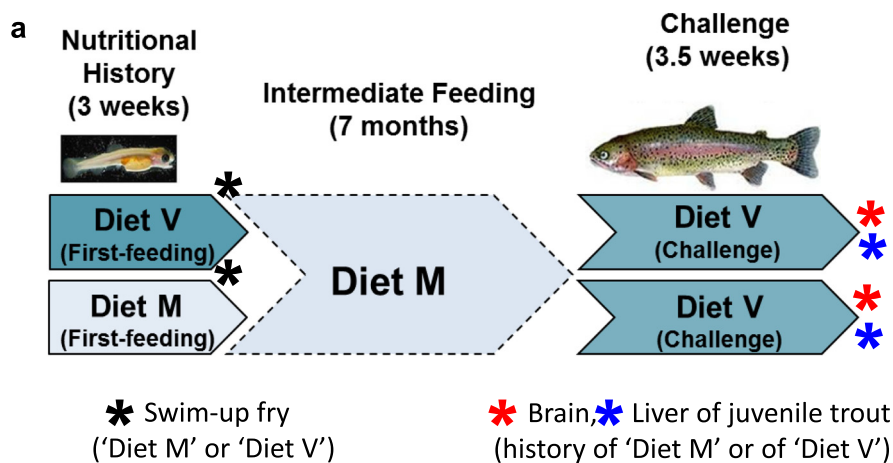 a
Nutritional
History
(3 weeks)
Intermediate Feeding
(7 months)
Challenge
(3.5 weeks)
Diet V
(First-feeding)
Diet M
(First-feeding)
Diet M
Diet V
(Challenge)
Diet V
(Challenge)
* Swim-up fry
(‘Diet M’ or ‘Diet V’)
* Brain,* Liver of juvenile trout
(history of ‘Diet M’ or of ‘Diet V’)